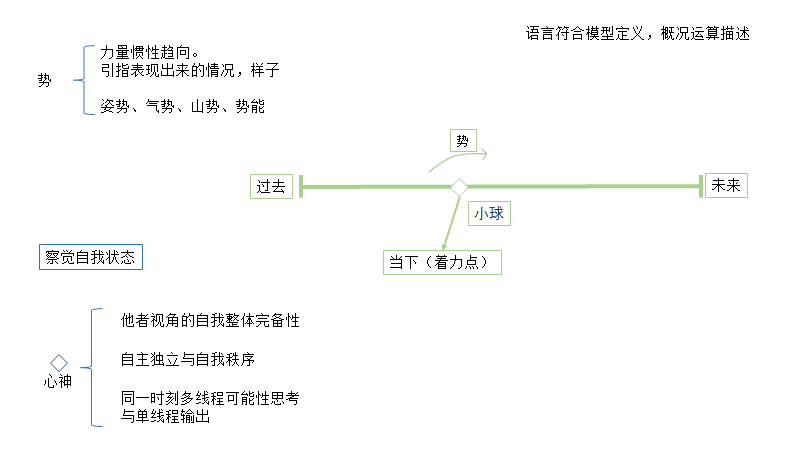 语言符合模型定义，概况运算描述
势
力量惯性趋向。
引指表现出来的情况，样子
姿势、气势、山势、势能
势
过去
未来
小球
当下（着力点）
察觉自我状态
心神
他者视角的自我整体完备性
自主独立与自我秩序
同一时刻多线程可能性思考
与单线程输出